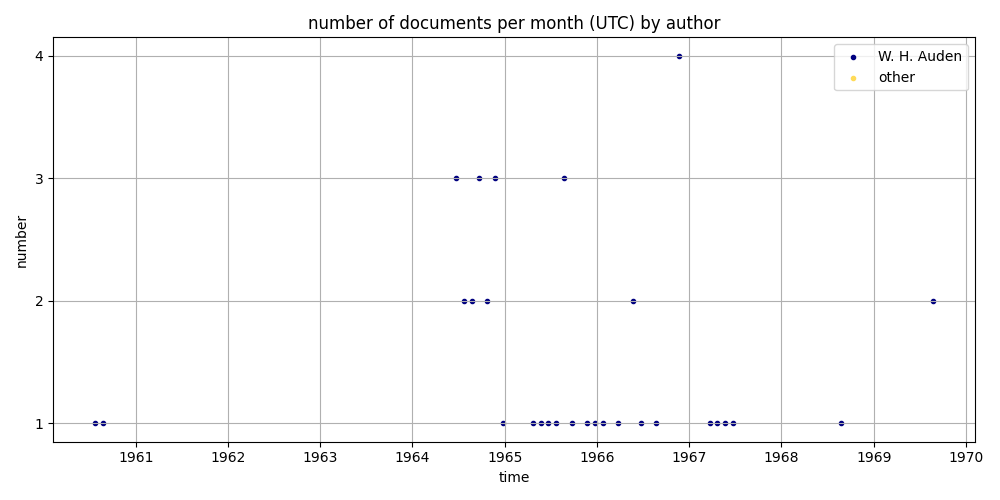 number of documents per month (UTC) by author
W. H. Auden
other
4
3
2
1
number
1961 1962 1963 1964 1965 1966 1967 1968 1969 1970
time